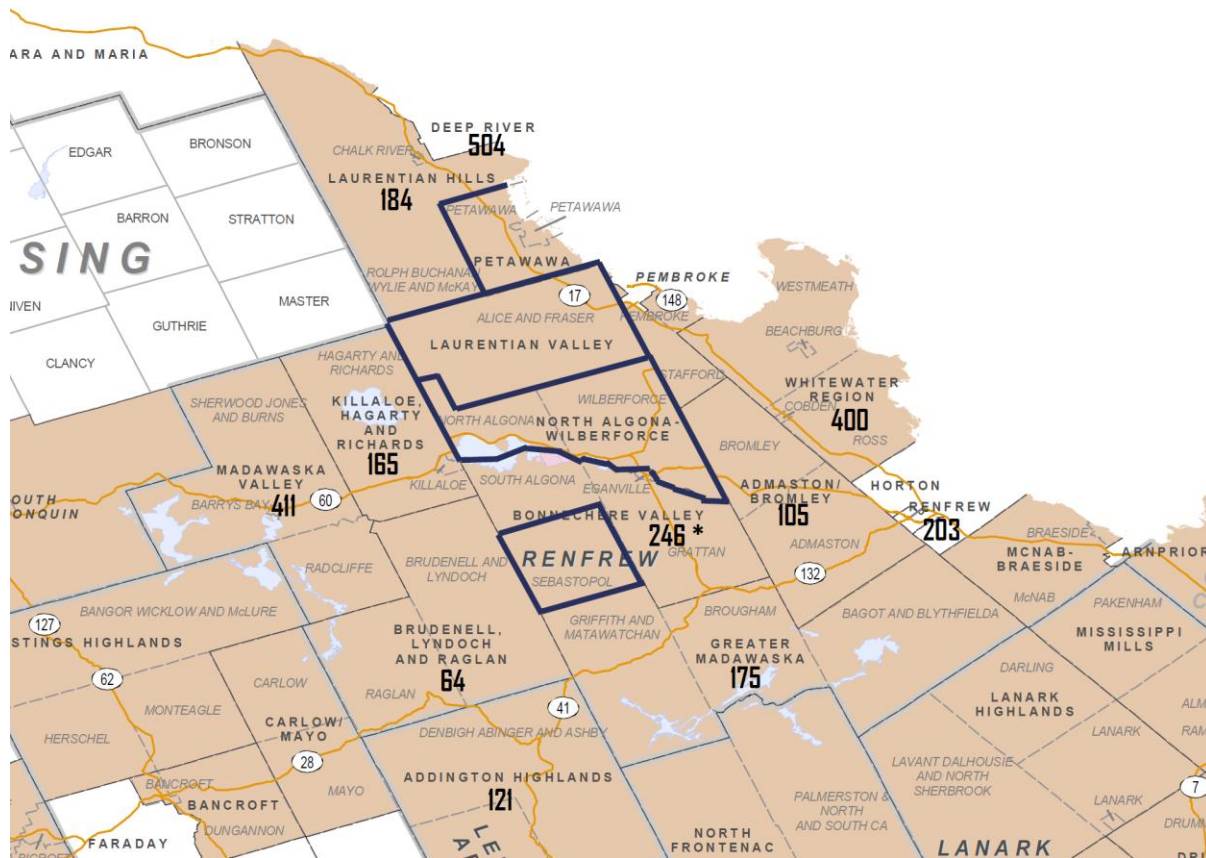 ARA AND MARIA
EDGAR
BRONSON
DEEP RIVER
504
CHALK RIVER
LAURENTIAN HILLS
184
BARRON
STRATTON
PETAWAWA
PETAWAWA
SING
PETAWAWA
PEMBROKE
ROLPH BUCHANAN
WYLIE AND McKAY
NIVEN
MASTER
17
148
WESTMEATH
GUTHRIE
ALICE AND FRASER
PEMBROKE
BEACHBURG
LAURENTIAN VALLEY
CLANCY
HAGARTY AND
RICHARDS
STAFFORD
WHITEWATER
REGION
400
SHERWOOD JONES
AND BURNS
KILLALOE,
HAGARTY
AND
RICHARDS
165
WILBERFORCE
COBDEN
NORTH ALGONA
NORTH ALGONA-
WILBERFORCE
BROMLEY
ROSS
MADAWASKA
VALLEY
411
60
BARRYS BAY
KILLALOE
SOUTH ALGONA
EGANVILLE
ADMASTON/
BROMLEY
105
HORTON
RENFREW
203
OUTH
ONQUIN
BONNECHERE VALLEY
246 *
GRATTAN
ADMASTON
BRAESIDE
MCNAB-
BRAESIDE
ARNPRIOR
RADCLIFFE
BRUDENELL AND
LYNDOCH
RENFREW
SEBASTOPOL
132
McNAB
PAKENHAM
BANGOR WICKLOW AND McLURE
127
STINGS HIGHLANDS
GRIFFITH AND
MATAWATCHAN
BROUGHAM
BAGOT AND BLYTHFIELDA
MISSISSIPPI
MILLS
BRUDENELL,
LYNDOCH
AND RAGLAN
64
GREATER
MADAWASKA
175
DARLING
62
CARLOW
RAGLAN
LANARK
HIGHLANDS
MONTEAGLE
41
ALM
HERSCHEL
CARLOW/
MAYO
DENBIGH ABINGER AND ASHBY
LANARK
RAM
28
LAVANT DALHOUSIE
AND NORTH
SHERBROOK
BANCROFT
MAYO
ADDINGTON HIGHLANDS
121
7
BANCROFT
PALMERSTON &
NORTH
AND SOUTH CA
LANARK
DUNGANNON
DRUMM
FARADAY
NORTH
FRONTENAC
LANARK